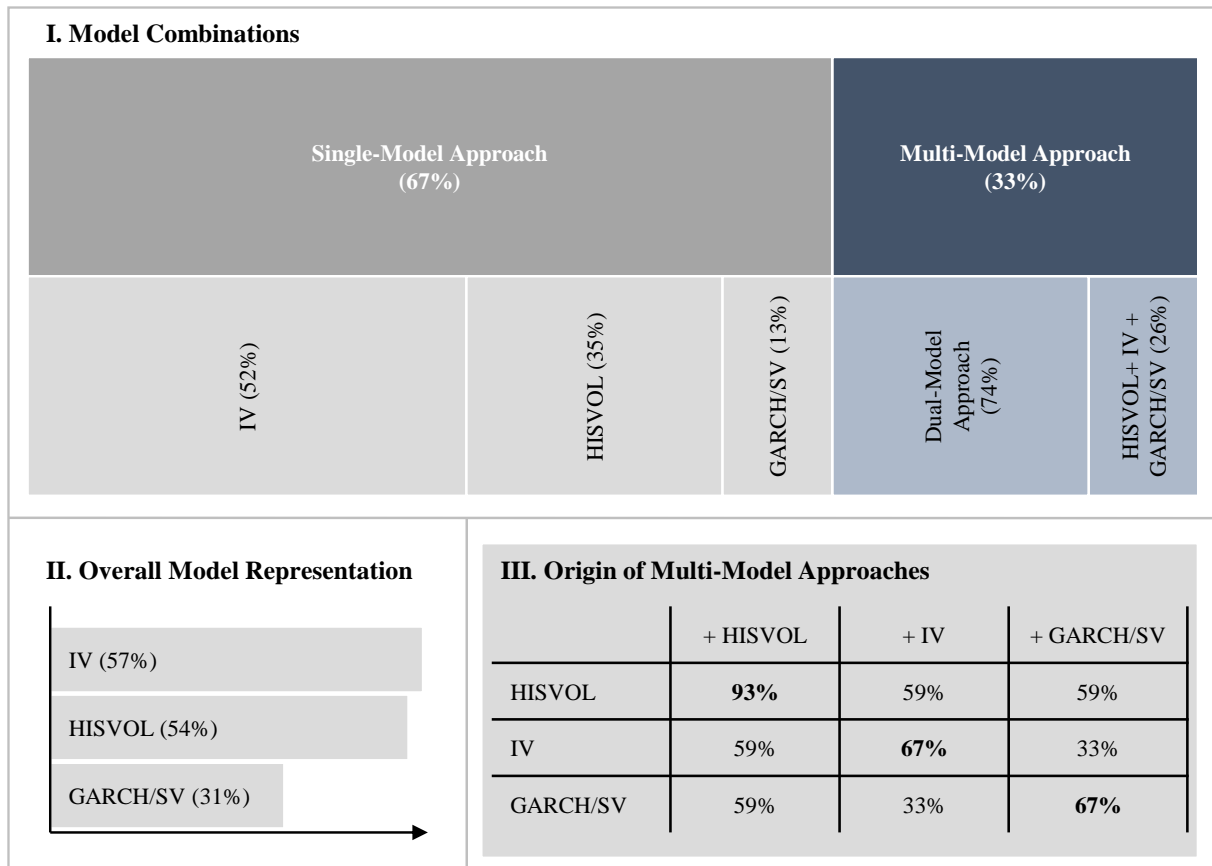 I. Model Combinations
Single-Model Approach
(67%)
Multi-Model Approach
(33%)
IV (52%)
HISVOL (35%)
GARCH/SV (13%)
Dual-Model
Approach
(74%)
HISVOL+ IV +
GARCH/SV (26%)
II. Overall Model Representation
IV (57%)
HISVOL (54%)
GARCH/SV (31%)
III. Origin of Multi-Model Approaches
+ HISVOL + IV + GARCH/SV
HISVOL 93% 59% 59%
IV 59% 67% 33%
GARCH/SV 59% 33% 67%